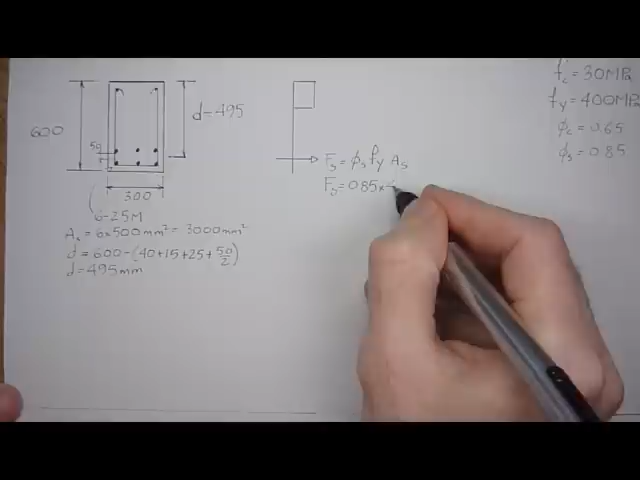 f'c = 30MPa
fy = 400MPa
ϕc = 0.65
ϕs = 0.85
600
d=495
50
300
6-25M
As = 6×500mm² = 3000mm²
d = 600-(40+15+25+50/2)
d=495mm
Fs = ϕs fy As
Fs = 0.85×